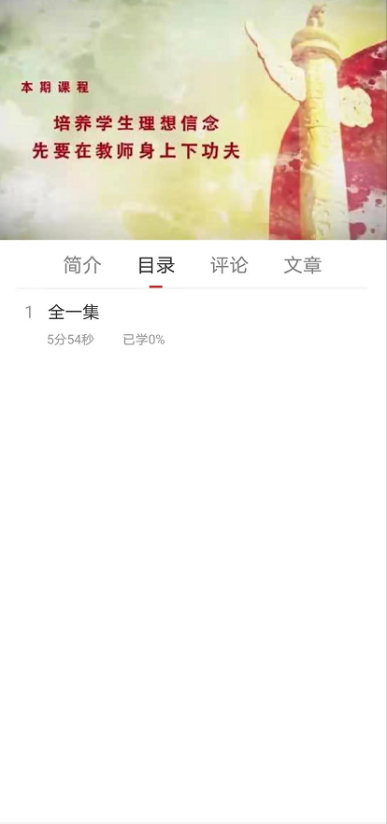 本期课程
培养学生理想信念
先要在教师身上下功夫
简介 目录 评论 文章
1 全一集
5分54秒 已学0%